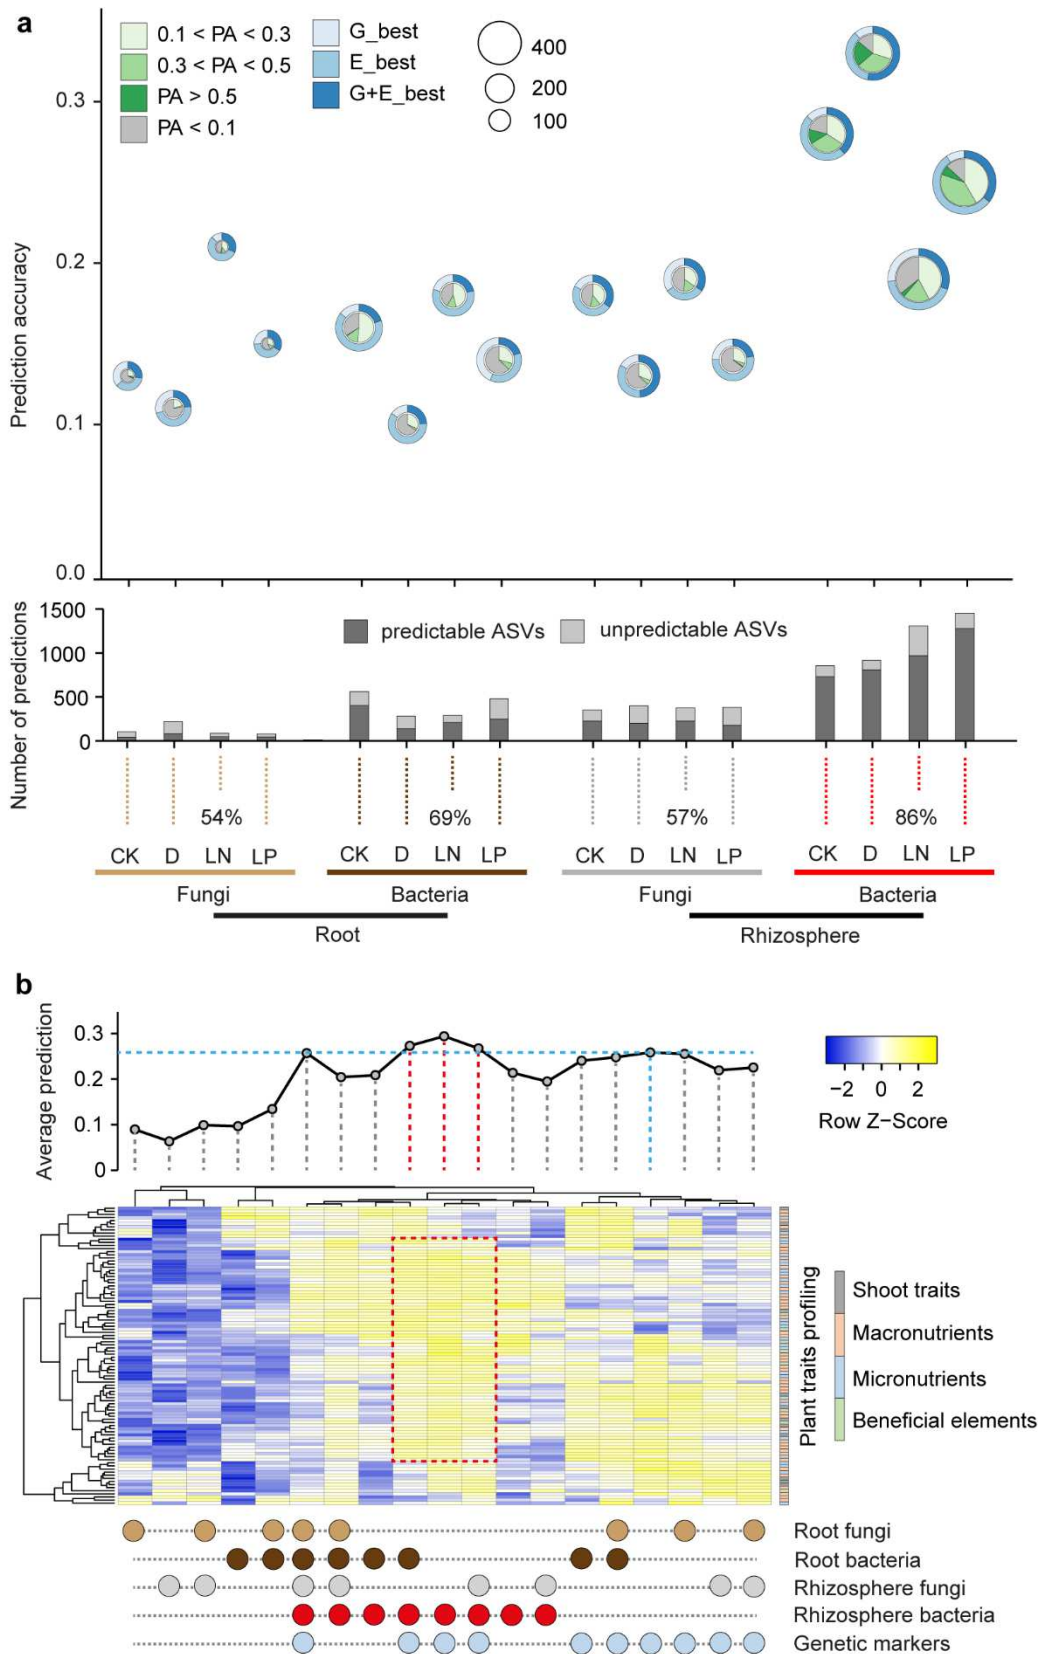 a
0.1 < PA < 0.3
0.3 < PA < 0.5
PA > 0.5
PA < 0.1
G_best
E_best
G+E_best
400
200
100
Prediction accuracy
0.3
0.2
0.1
0.0
Number of predictions
1500
1000
500
0
predictable ASVs
unpredictable ASVs
54%
69%
57%
86%
CK D LN LP
CK D LN LP
CK D LN LP
CK D LN LP
Fungi
Bacteria
Fungi
Bacteria
Root
Rhizosphere
b
Average prediction
0.3
0.2
0.1
0
−2 0 2
Row Z−Score
Plant traits profiling
Shoot traits
Macronutrients
Micronutrients
Beneficial elements
Root fungi
Root bacteria
Rhizosphere fungi
Rhizosphere bacteria
Genetic markers